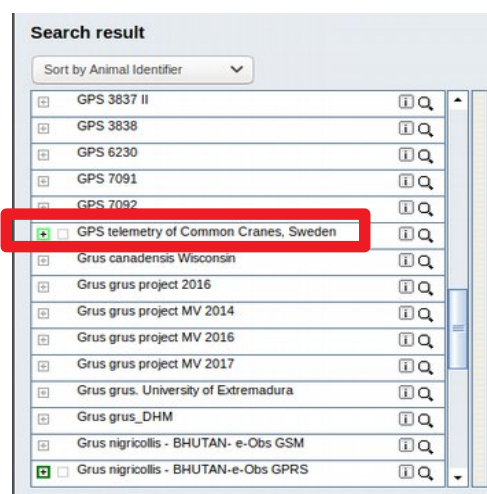 Search result
Sort by Animal Identifier
GPS 3837 II
GPS 3838
GPS 6230
GPS 7091
GPS 7092
GPS telemetry of Common Cranes, Sweden
Grus canadensis Wisconsin
Grus grus project 2016
Grus grus project MV 2014
Grus grus project MV 2016
Grus grus project MV 2017
Grus grus. University of Extremadura
Grus grus_DHM
Grus nigricollis - BHUTAN- e-Obs GSM
Grus nigricollis - BHUTAN-e-Obs GPRS